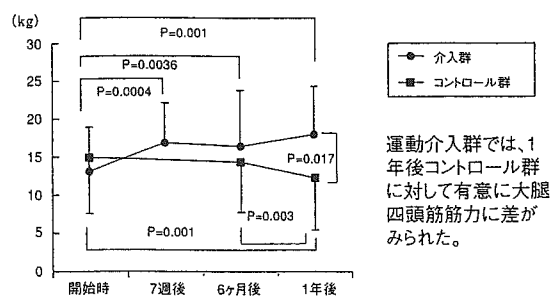 (kg)
30
25
20
15
10
5
0
P=0.001
P=0.0036
P=0.0004
P=0.017
P=0.003
P=0.001
開始時 7週後 6ヶ月後 1年後
介入群
コントロール群
運動介入群では、1
年後コントロール群
に対して有意に大腿
四頭筋筋力に差が
みられた。